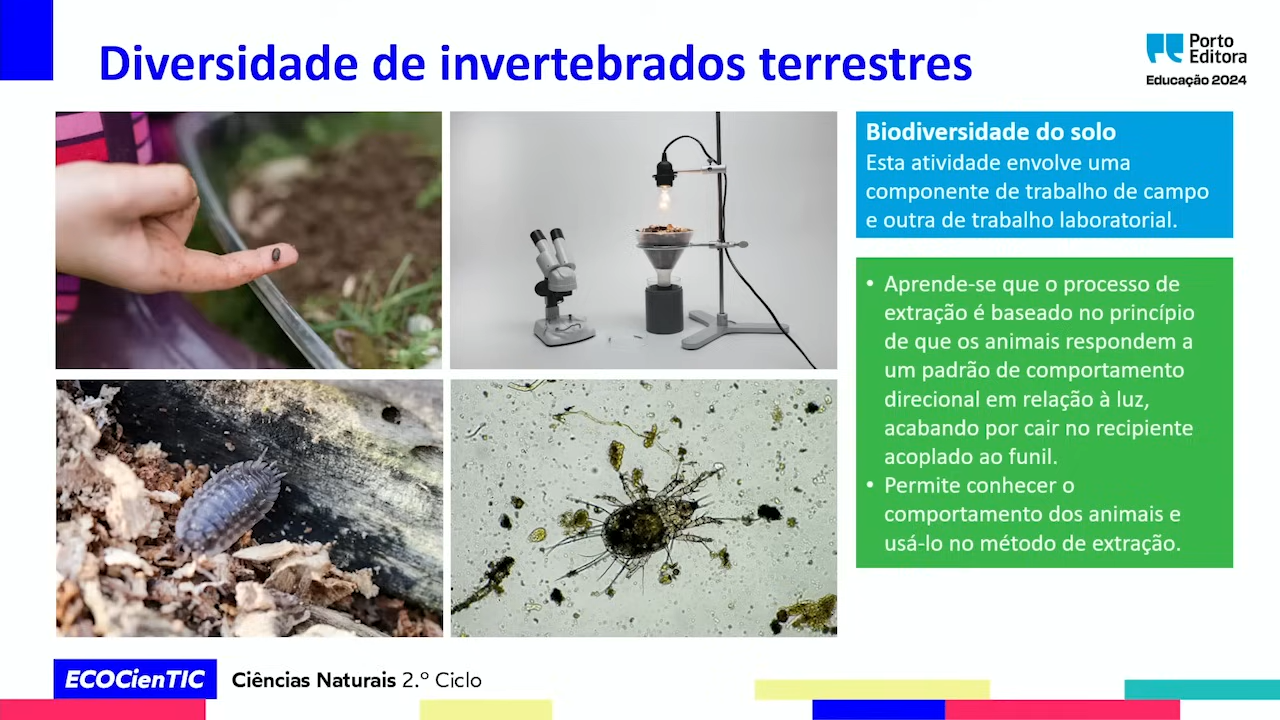 Diversidade de invertebrados terrestres
Porto
Editora
Educação 2024
Biodiversidade do solo
Esta atividade envolve uma
componente de trabalho de campo
e outra de trabalho laboratorial.
• Aprende-se que o processo de
extração é baseado no princípio
de que os animais respondem a
um padrão de comportamento
direcional em relação à luz,
acabando por cair no recipiente
acoplado ao funil.
• Permite conhecer o
comportamento dos animais e
usá-lo no método de extração.
ECOCienTIC
Ciências Naturais 2.º Ciclo